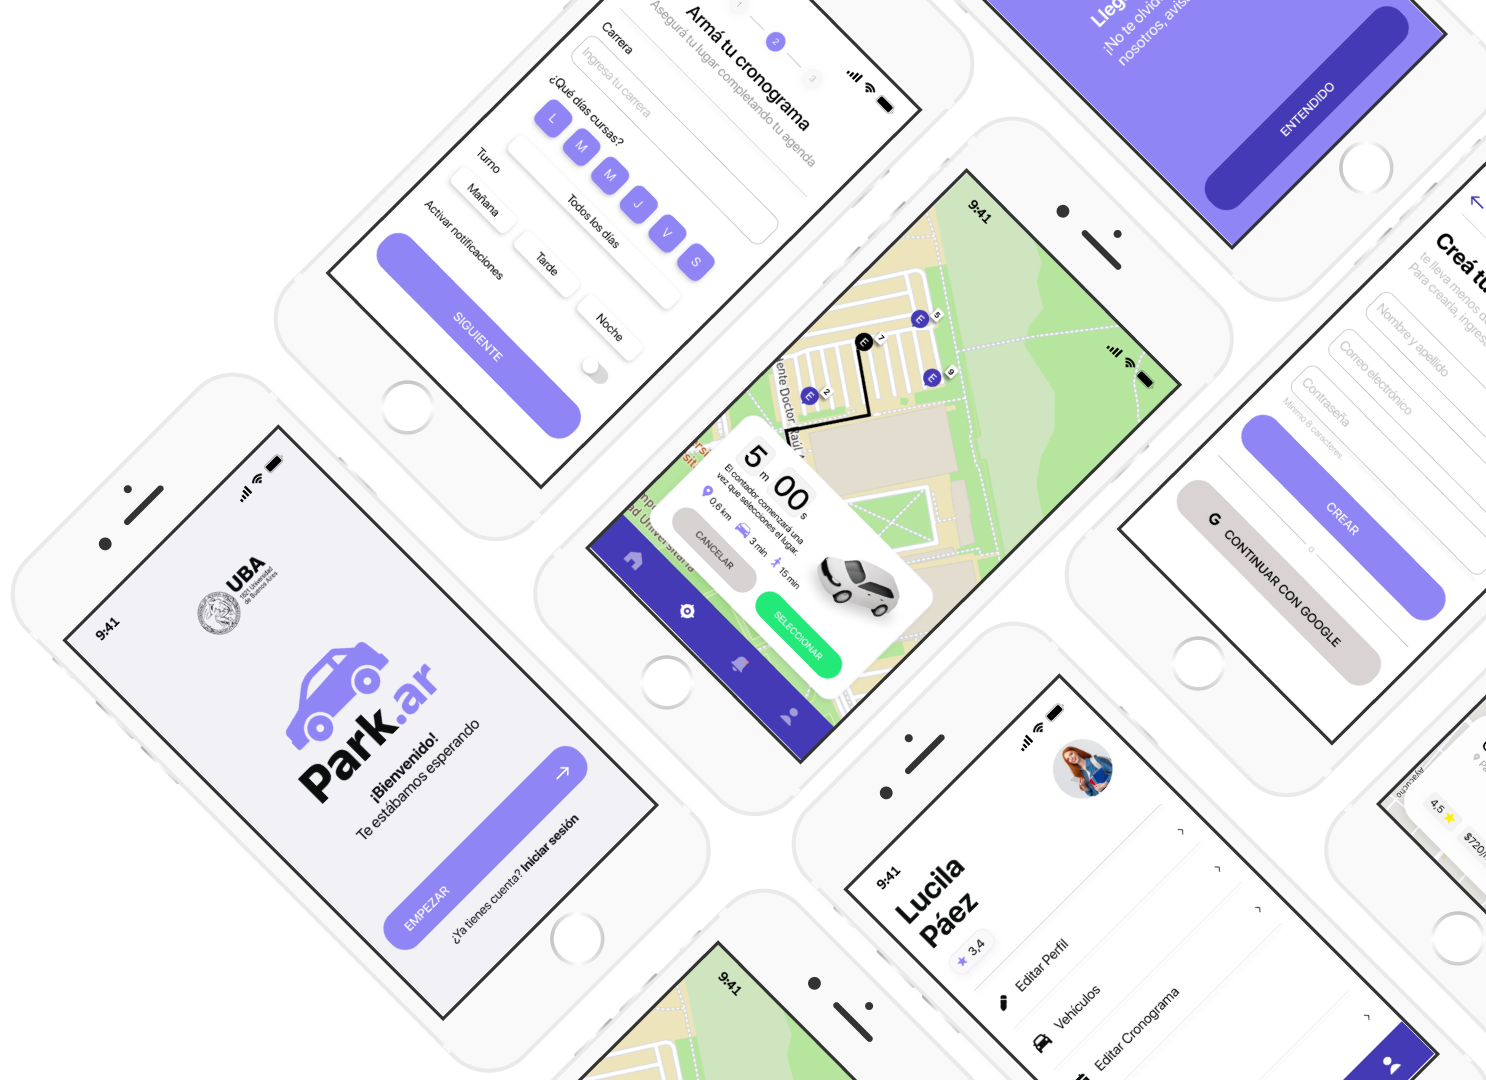 1
2
3
Armá tu cronograma
Asegurá tu lugar completando tu agenda
Carrera
Ingresa tu carrera
¿Qué días cursas?
L
M
M
J
V
S
Todos los días
Turno
Mañana
Tarde
Noche
Activar notificaciones
SIGUIENTE
¡No te olvid
nosotros, avis
ENTENDIDO
9:41
UBA
1821 Universidad
de Buenos Aires
Park.ar
¡Bienvenido!
Te estábamos esperando
EMPEZAR
¿Ya tienes cuenta? Iniciar sesión
9:41
E 5
E 7
E 9
E 2
ente Doctor Raúl
5 m 00 s
El contador comenzará una
vez que selecciones el lugar.
0,6 km
3 min
15 min
CANCELAR
SELECCIONAR
Creá tu
te lleva menos d
Para crearla, ingres
Nombre y apellido
Correo electrónico
Contraseña
Mínimo 8 caracteres.
CREAR
o
G CONTINUAR CON GOOGLE
9:41
Lucila
Páez
3,4
Editar Perfil
Vehículos
Editar Cronograma
9:41
Ayacucho
4.5
$720/